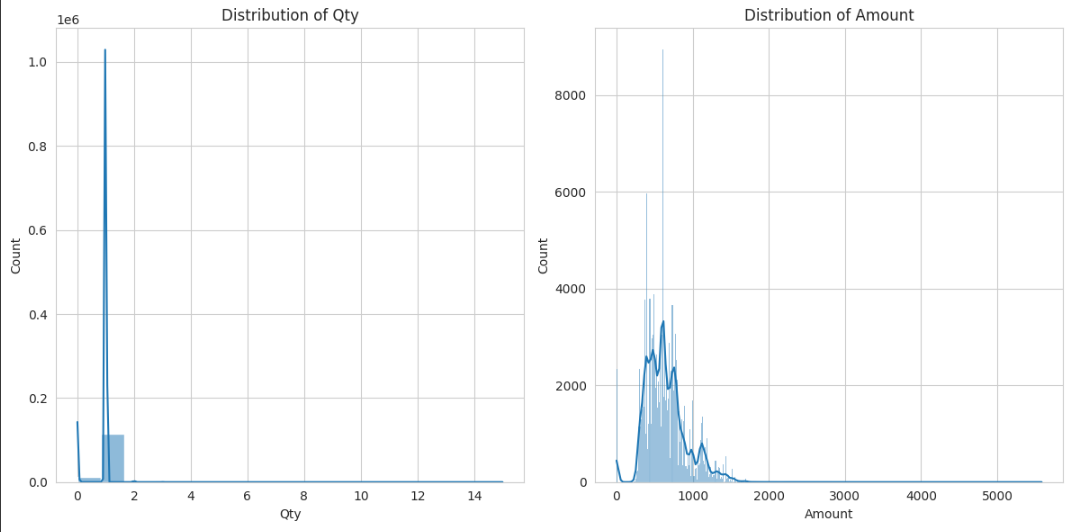 Distribution of Qty
1e6
1.0
0.8
0.6
0.4
0.2
0.0
Count
0 2 4 6 8 10 12 14
Qty
Distribution of Amount
8000
6000
4000
2000
0
Count
0 1000 2000 3000 4000 5000
Amount